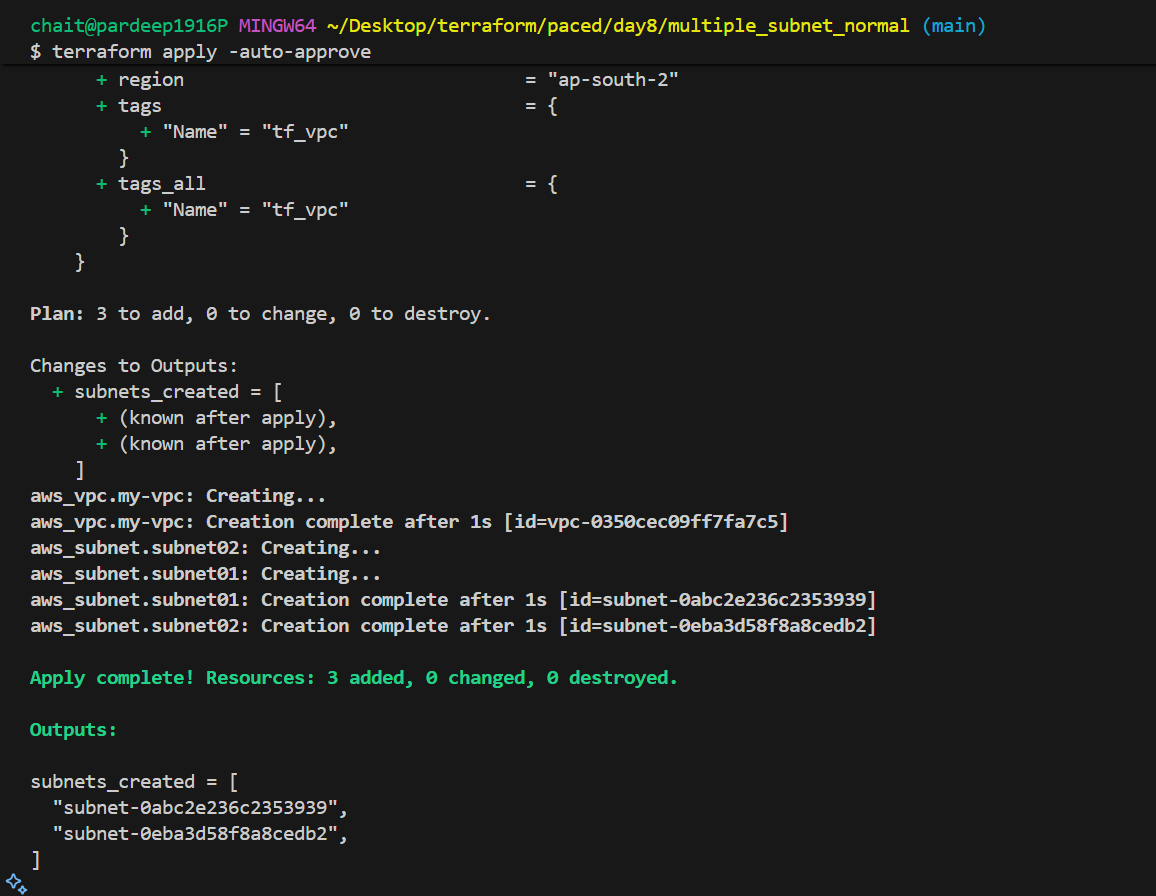 chait@pardeep1916P MINGW64 ~/Desktop/terraform/paced/day8/multiple_subnet_normal (main)
$ terraform apply -auto-approve
      + region                               = "ap-south-2"
      + tags                                 = {
          + "Name" = "tf_vpc"
        }
      + tags_all                             = {
          + "Name" = "tf_vpc"
        }
    }
Plan: 3 to add, 0 to change, 0 to destroy.
Changes to Outputs:
  + subnets_created = [
      + (known after apply),
      + (known after apply),
    ]
aws_vpc.my-vpc: Creating...
aws_vpc.my-vpc: Creation complete after 1s [id=vpc-0350cec09ff7fa7c5]
aws_subnet.subnet02: Creating...
aws_subnet.subnet01: Creating...
aws_subnet.subnet01: Creation complete after 1s [id=subnet-0abc2e236c2353939]
aws_subnet.subnet02: Creation complete after 1s [id=subnet-0eba3d58f8a8cedb2]
Apply complete! Resources: 3 added, 0 changed, 0 destroyed.
Outputs:
subnets_created = [
  "subnet-0abc2e236c2353939",
  "subnet-0eba3d58f8a8cedb2",
]